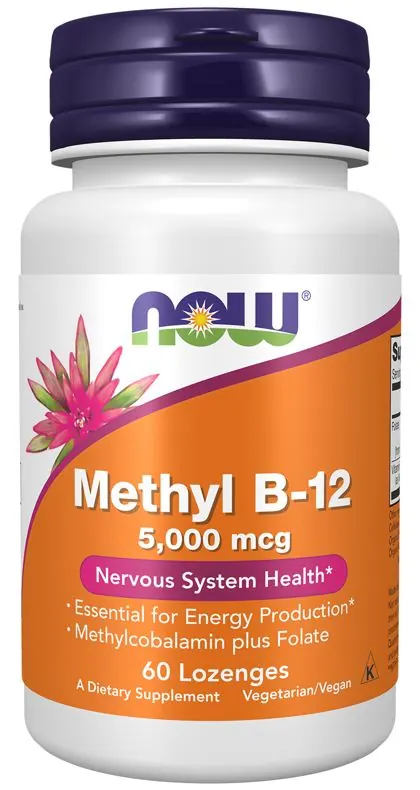 NOW®
Methyl B-12
5,000 mcg
Nervous System Health*
• Essential for Energy Production*
• Methylcobalamin plus Folate
60 Lozenges
A Dietary Supplement Vegetarian/Vegan
K